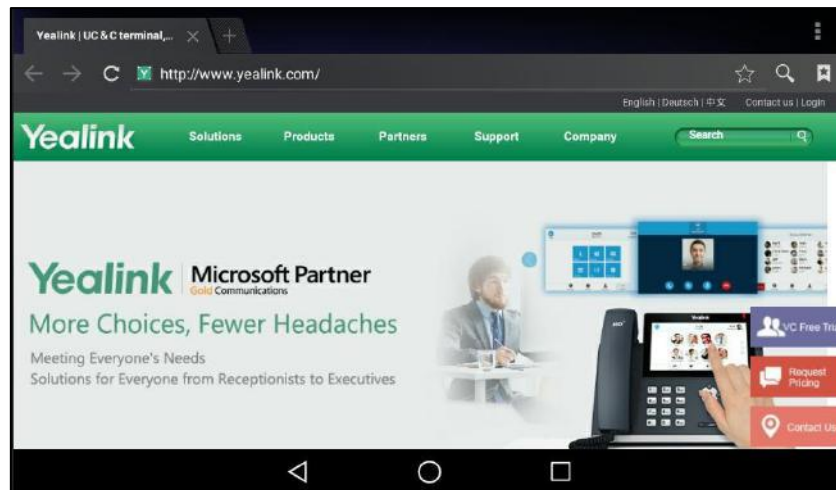 Yealink | UC & C terminal,...
http://www.yealink.com/
English | Deutsch | 中文 Contact us | Login
Yealink Solutions Products Partners Support Company Search
Yealink Microsoft Partner
Gold Communications
More Choices, Fewer Headaches
Meeting Everyone's Needs
Solutions for Everyone from Receptionists to Executives
Yealink
VC Free Tria
Request
Pricing
Contact Us